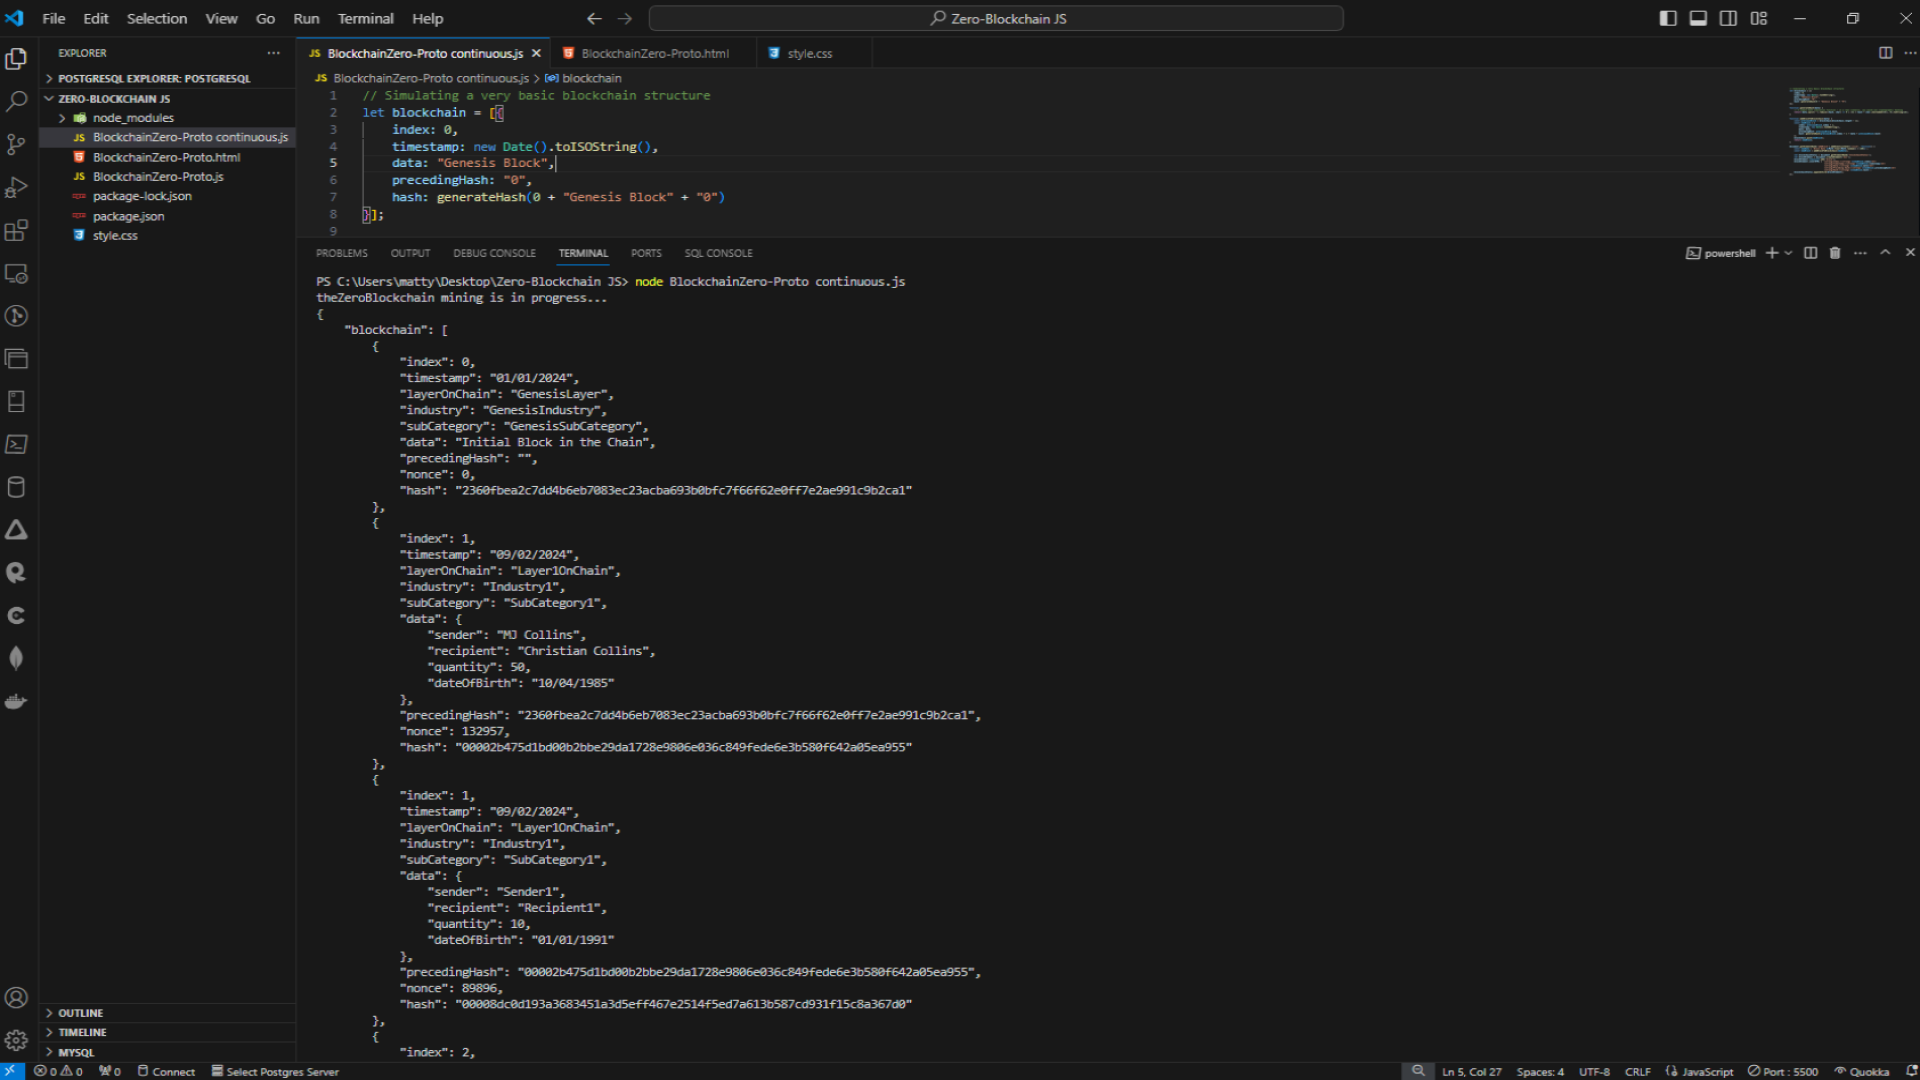 File Edit Selection View Go Run Terminal Help
Zero-Blockchain JS
EXPLORER
POSTGRESQL EXPLORER: POSTGRESQL
ZERO-BLOCKCHAIN JS
node_modules
JS BlockchainZero-Proto continuous.js
BlockchainZero-Proto.html
JS BlockchainZero-Proto.js
package-lock.json
package.json
style.css
OUTLINE
TIMELINE
MYSQL
JS BlockchainZero-Proto continuous.js
BlockchainZero-Proto.html
style.css
JS BlockchainZero-Proto continuous.js > blockchain
1 // Simulating a very basic blockchain structure
2 let blockchain = [{
3 index: 0,
4 timestamp: new Date().toISOString(),
5 data: "Genesis Block",
6 precedingHash: "0",
7 hash: generateHash(0 + "Genesis Block" + "0")
8 }];
9
PROBLEMS OUTPUT DEBUG CONSOLE TERMINAL PORTS SQL CONSOLE
powershell
PS C:\Users\matty\Desktop\Zero-Blockchain JS> node BlockchainZero-Proto continuous.js
theZeroBlockchain mining is in progress...
{
"blockchain": [
{
"index": 0,
"timestamp": "01/01/2024",
"layerOnChain": "GenesisLayer",
"industry": "GenesisIndustry",
"subCategory": "GenesisSubCategory",
"data": "Initial Block in the Chain",
"precedingHash": "",
"nonce": 0,
"hash": "2360fbea2c7dd4b6eb7083ec23acba693b0bfc7f66f62e0ff7e2ae991c9b2ca1"
},
{
"index": 1,
"timestamp": "09/02/2024",
"layerOnChain": "Layer1OnChain",
"industry": "Industry1",
"subCategory": "SubCategory1",
"data": {
"sender": "MJ Collins",
"recipient": "Christian Collins",
"quantity": 50,
"dateOfBirth": "10/04/1985"
},
"precedingHash": "2360fbea2c7dd4b6eb7083ec23acba693b0bfc7f66f62e0ff7e2ae991c9b2ca1",
"nonce": 132957,
"hash": "00002b475d1bd00b2bbe29da1728e9806e036c849fede6e3b580f642a05ea955"
},
{
"index": 1,
"timestamp": "09/02/2024",
"layerOnChain": "Layer1OnChain",
"industry": "Industry1",
"subCategory": "SubCategory1",
"data": {
"sender": "Sender1",
"recipient": "Recipient1",
"quantity": 10,
"dateOfBirth": "01/01/1991"
},
"precedingHash": "00002b475d1bd00b2bbe29da1728e9806e036c849fede6e3b580f642a05ea955",
"nonce": 89896,
"hash": "00008dc0d193a3683451a3d5eff467e2514f5ed7a613b587cd931f15c8a367d0"
},
{
"index": 2,
0 0 0 Connect Select Postgres Server
Ln 5, Col 27 Spaces: 4 UTF-8 CRLF JavaScript Port : 5500 Quokka